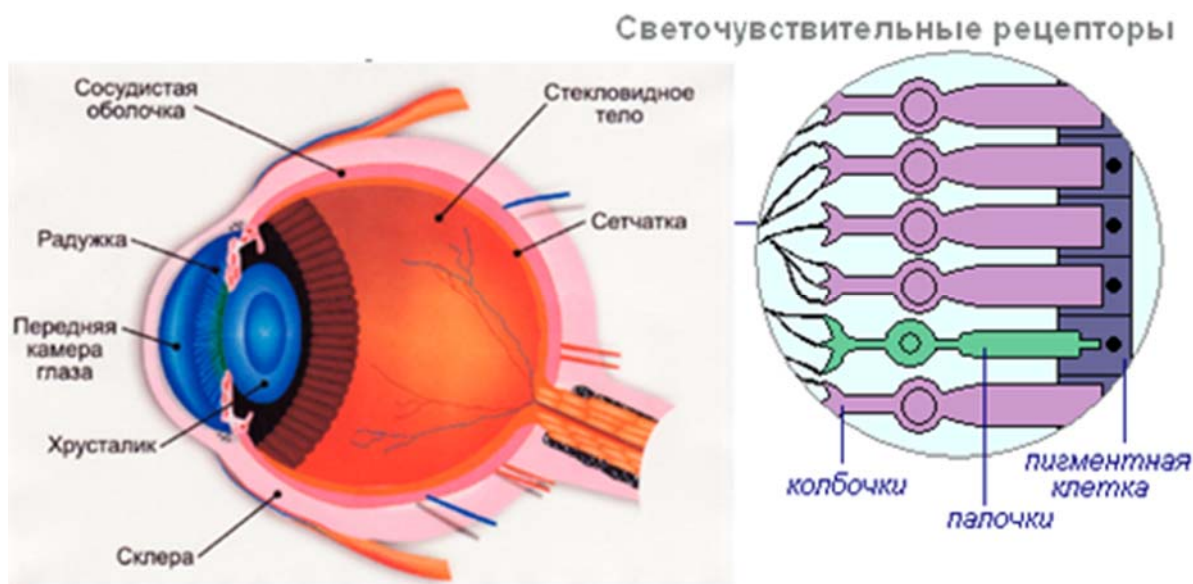 Светочувствительные рецепторы
Сосудистая
оболочка
Стекловидное
тело
Сетчатка
Радужка
Передняя
камера
глаза
Хрусталик
Склера
колбочки
палочки
пигментная
клетка